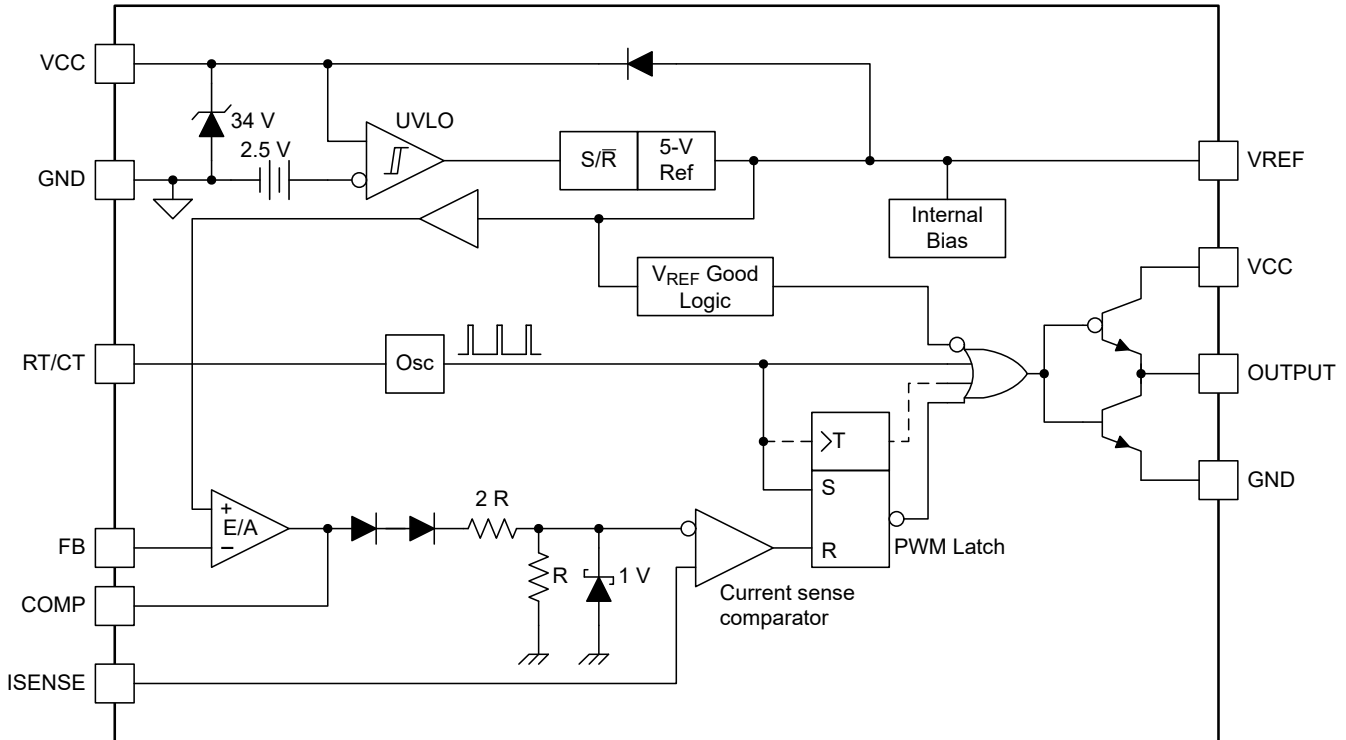 VCC
34 V
UVLO
2.5 V
S/R̅
5-V
Ref
GND
VREF
Internal
Bias
VREF Good
Logic
VCC
RT/CT
Osc
OUTPUT
>T
S
R
PWM Latch
GND
+
E/A
−
2 R
R
1 V
FB
COMP
Current sense
comparator
ISENSE